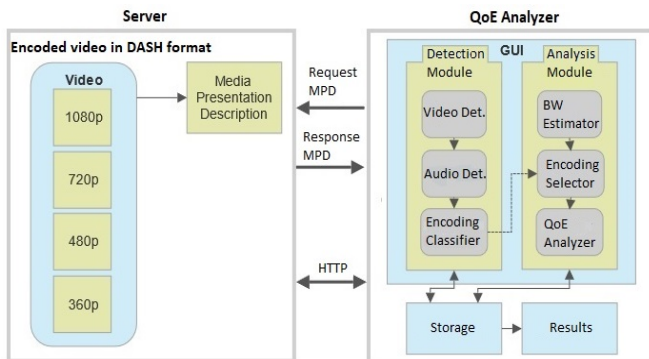 Server
Encoded video in DASH format
Video
1080p
720p
480p
360p
Media
Presentation
Description
Request
MPD
Response
MPD
HTTP
QoE Analyzer
GUI
Detection
Module
Video Det.
Audio Det.
Encoding
Classifier
Analysis
Module
BW
Estimator
Encoding
Selector
QoE
Analyzer
Storage
Results